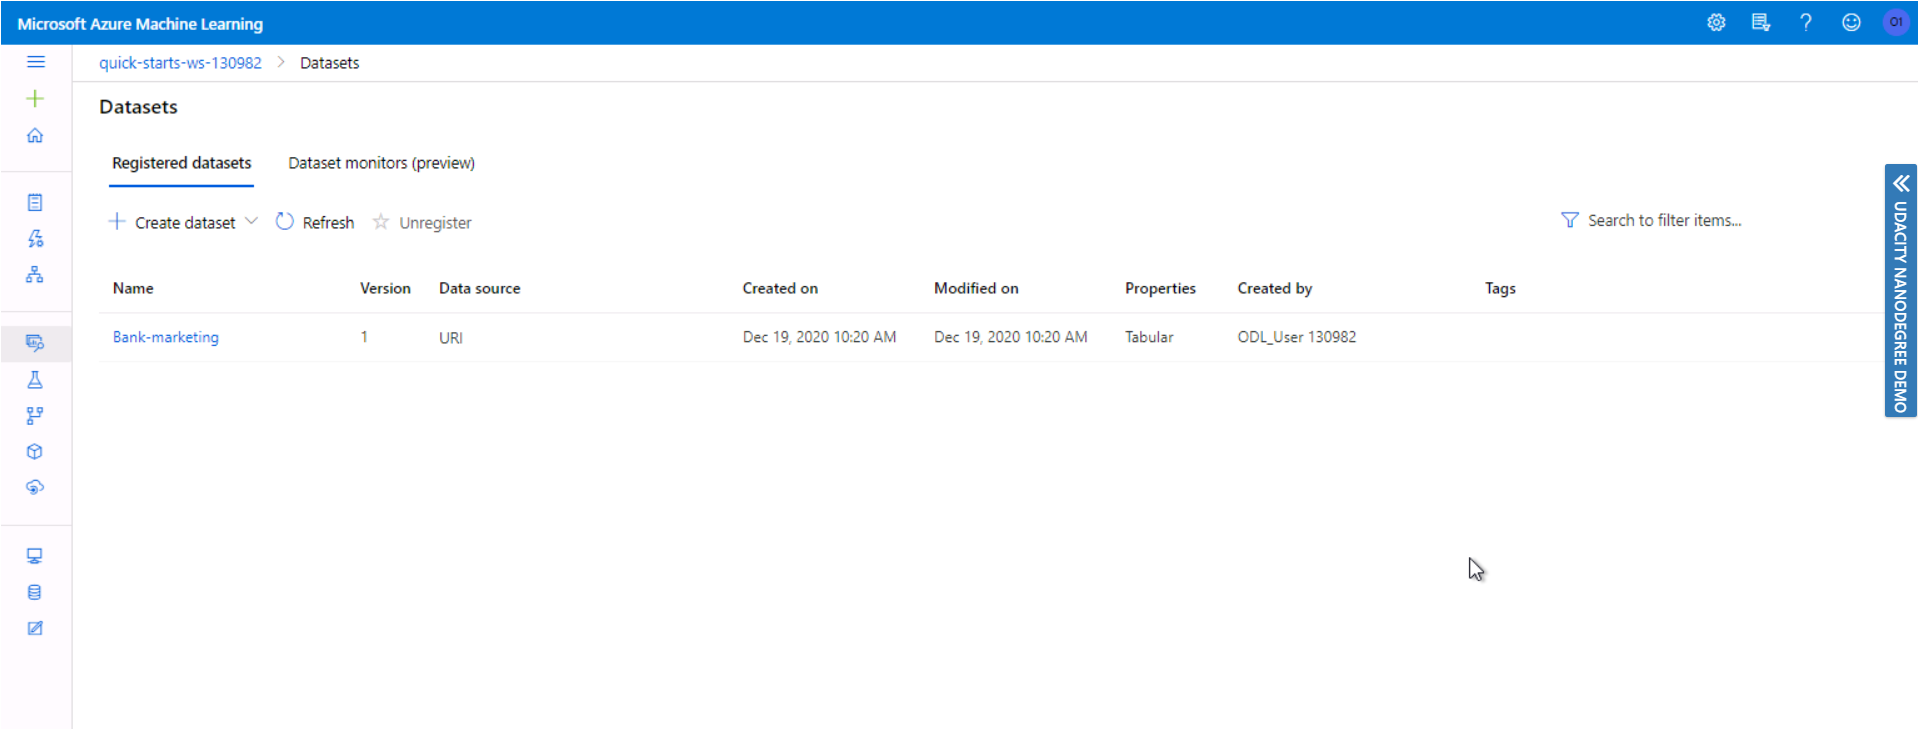 Microsoft Azure Machine Learning
O1
quick-starts-ws-130982 > Datasets
Datasets
Registered datasets Dataset monitors (preview)
Create dataset Refresh Unregister Search to filter items...
Name Version Data source Created on Modified on Properties Created by Tags
Bank-marketing 1 URI Dec 19, 2020 10:20 AM Dec 19, 2020 10:20 AM Tabular ODL_User 130982
UDACITY NANODEGREE DEMO